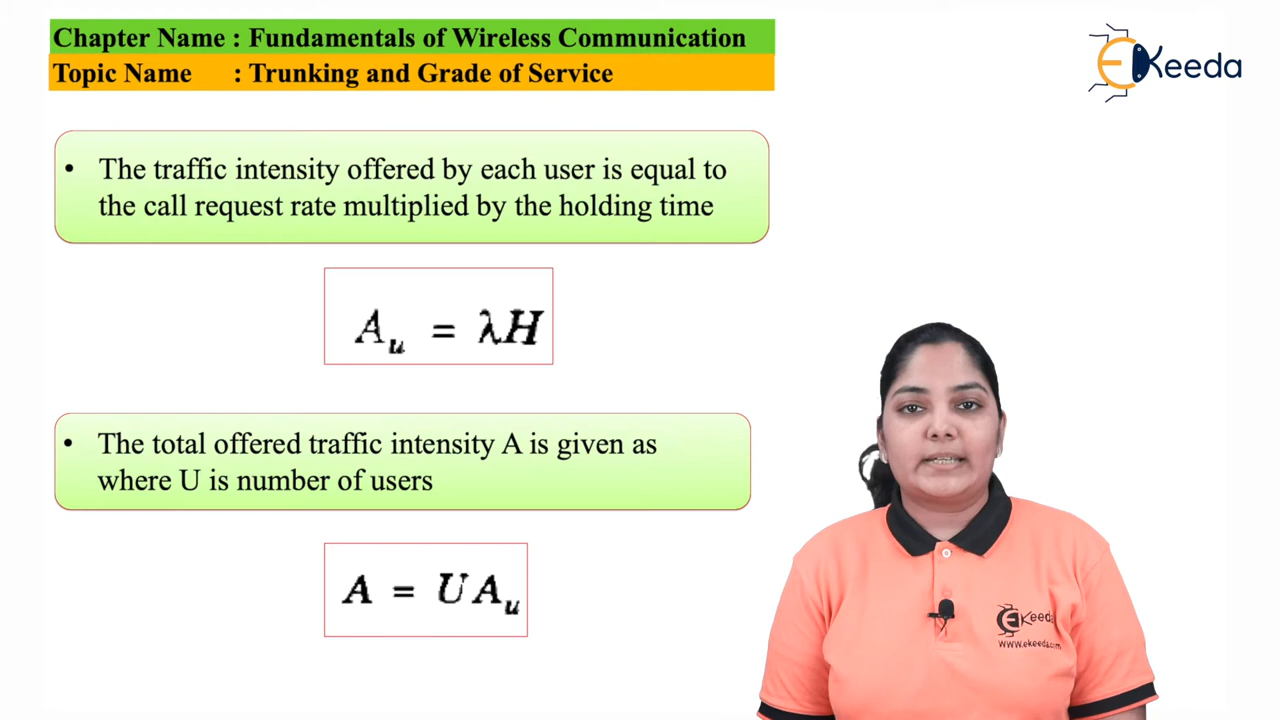 Chapter Name : Fundamentals of Wireless Communication
Topic Name : Trunking and Grade of Service
EKeeda
• The traffic intensity offered by each user is equal to
the call request rate multiplied by the holding time
Aᵤ = λH
• The total offered traffic intensity A is given as
where U is number of users
A = UAᵤ
EKeeda
www.ekeeda.com